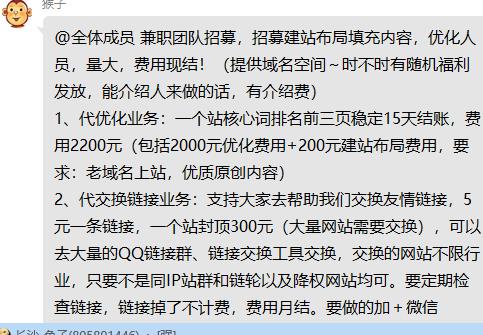 猴子
@全体成员 兼职团队招募，招募建站布局填充内容，优化人
员，量大，费用现结！（提供域名空间～时不时有随机福利
发放，能介绍人来做的话，有介绍费）
1、代优化业务：一个站核心词排名前三页稳定15天结账，费
用2200元（包括2000元优化费用+200元建站布局费用，要
求：老域名上站，优质原创内容）
2、代交换链接业务：支持大家去帮助我们交换友情链接，5
元一条链接，一个站封顶300元（大量网站需要交换），可以
去大量的QQ链接群、链接交换工具交换，交换的网站不限行
业，只要不是同IP站群和链轮以及降权网站均可。要定期检
查链接，链接掉了不计费，费用月结。要做的加＋微信